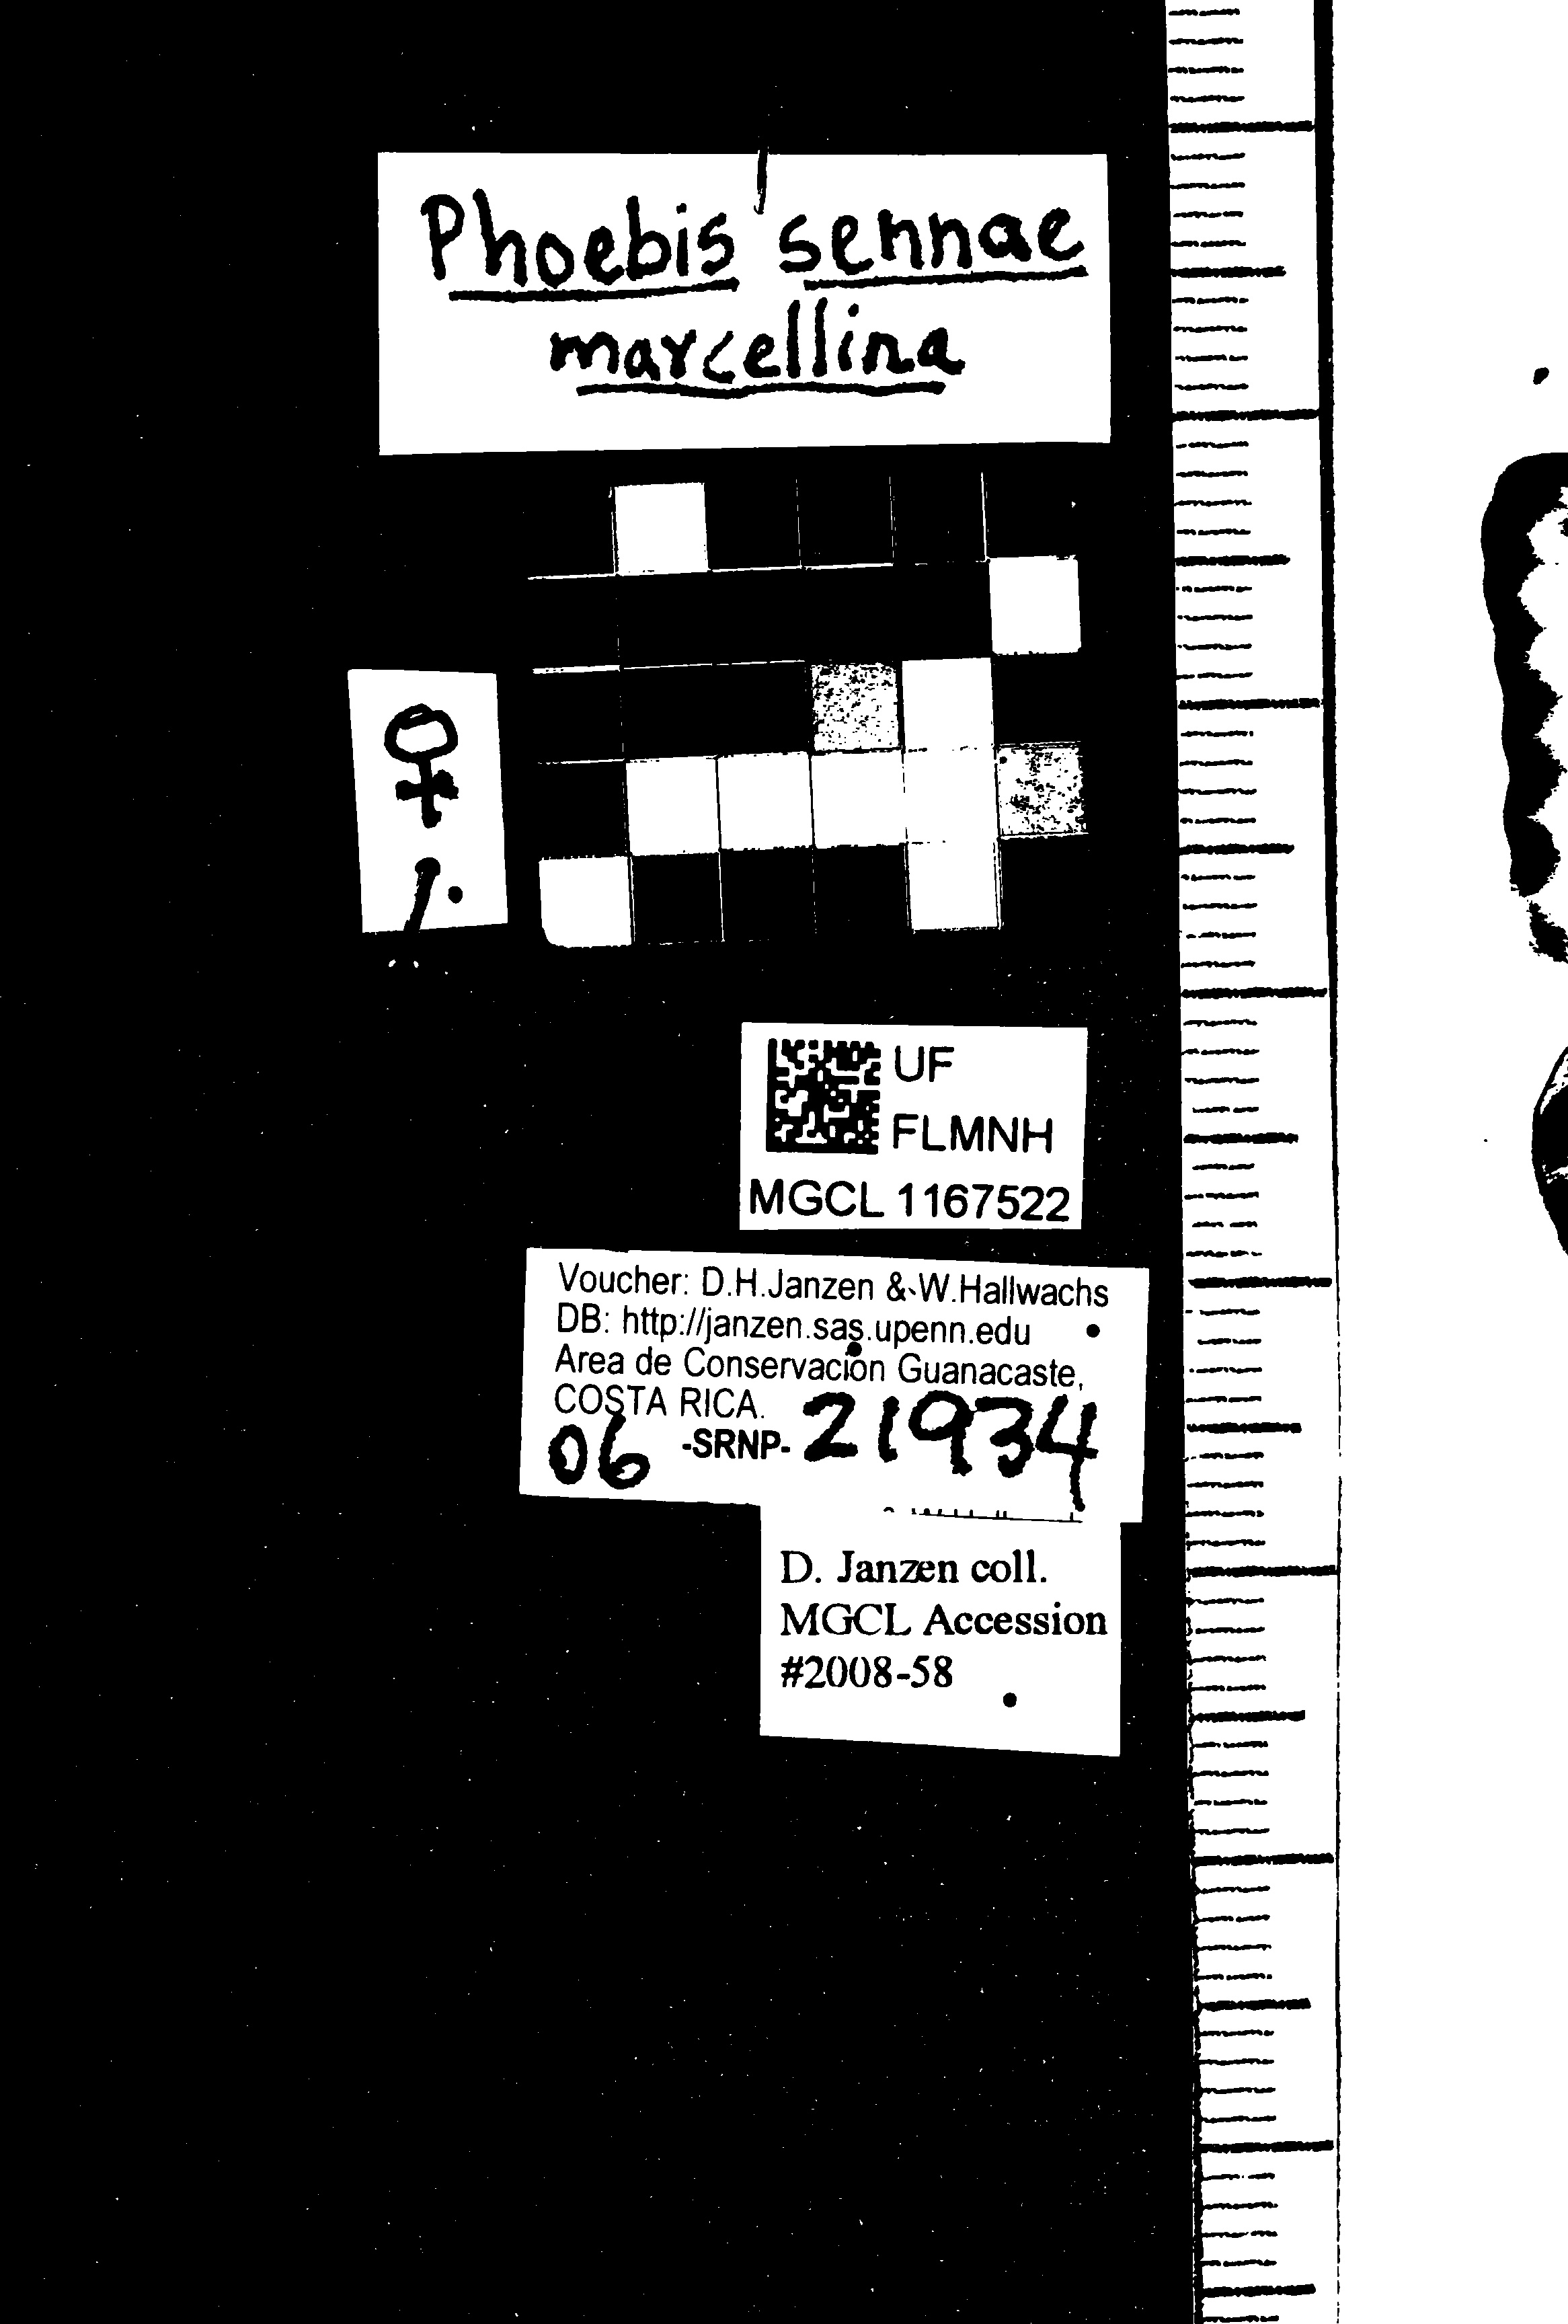 Phoebis sennae
marcellina
♀
UF
FLMNH
MGCL 1167522
Voucher: D.H.Janzen & W.Hallwachs
DB: http://janzen.sas.upenn.edu
Area de Conservación Guanacaste,
COSTA RICA.
06 -SRNP- 21934
D. Janzen coll.
MGCL Accession
#2008-58